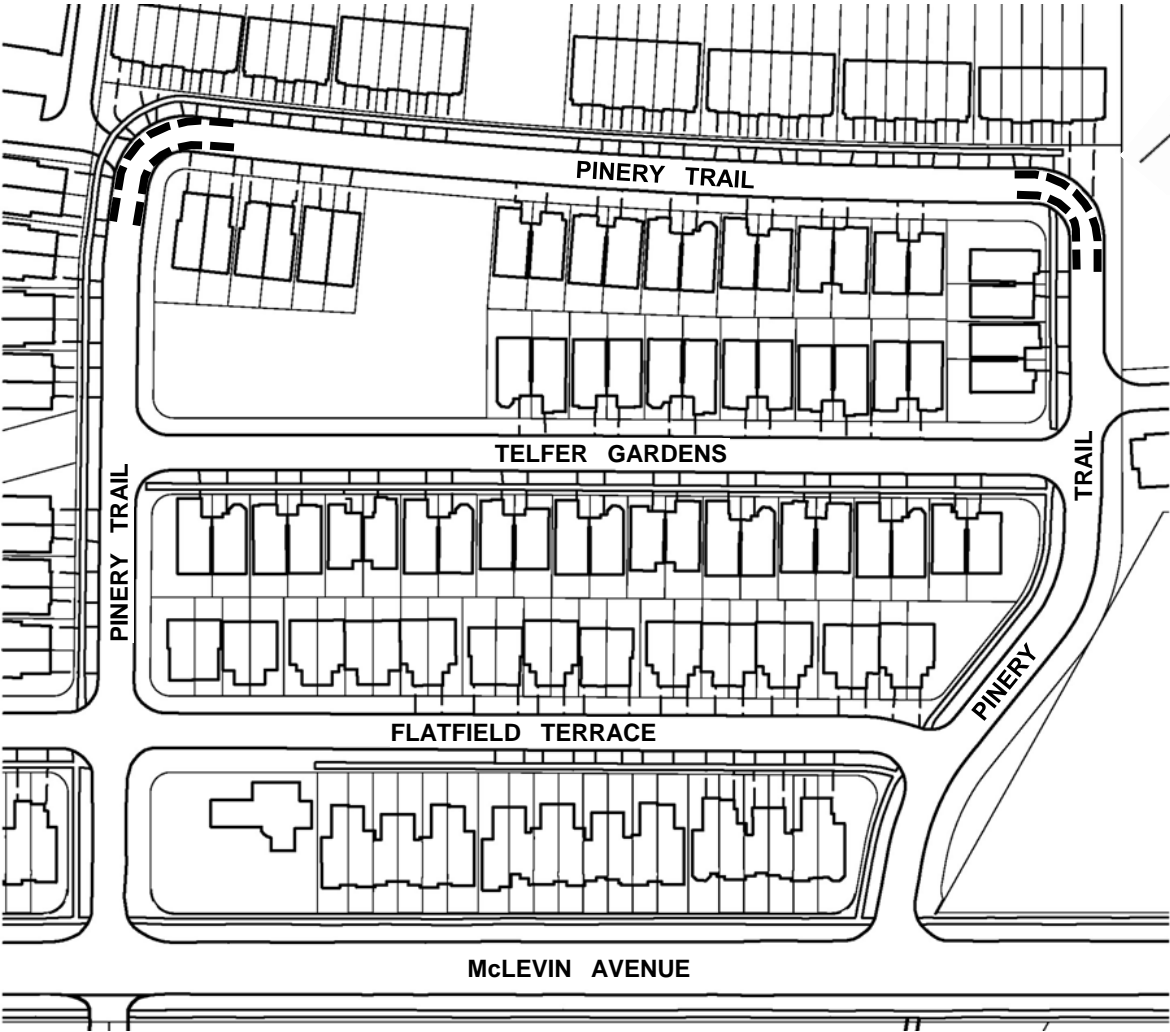 PINERY TRAIL
TELFER GARDENS
TRAIL
PINERY TRAIL
PINERY
FLATFIELD TERRACE
McLEVIN AVENUE